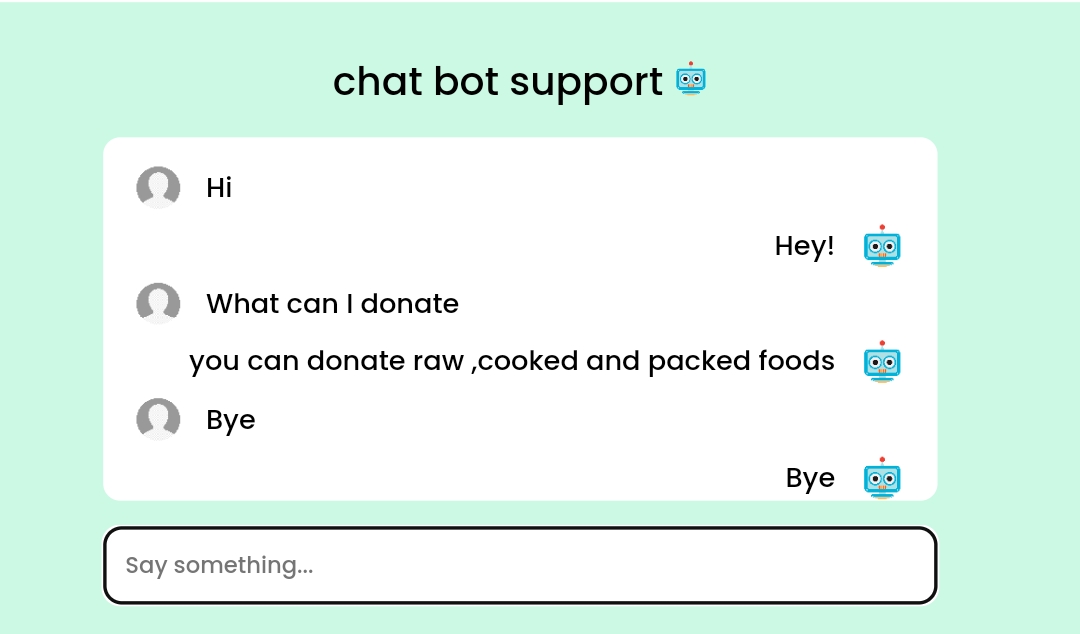 chat bot support
Hi
Hey!
What can I donate
you can donate raw ,cooked and packed foods
Bye
Bye
Say something...